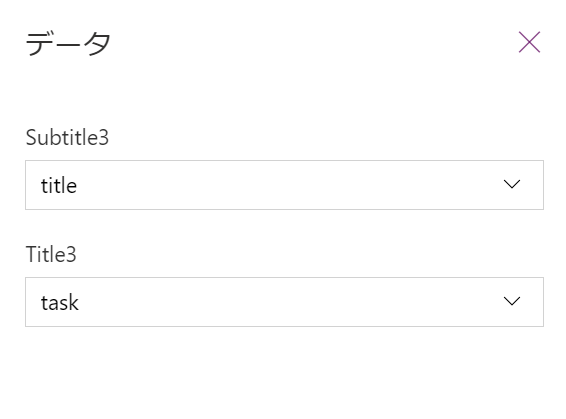 データ
Subtitle3
title
Title3
task